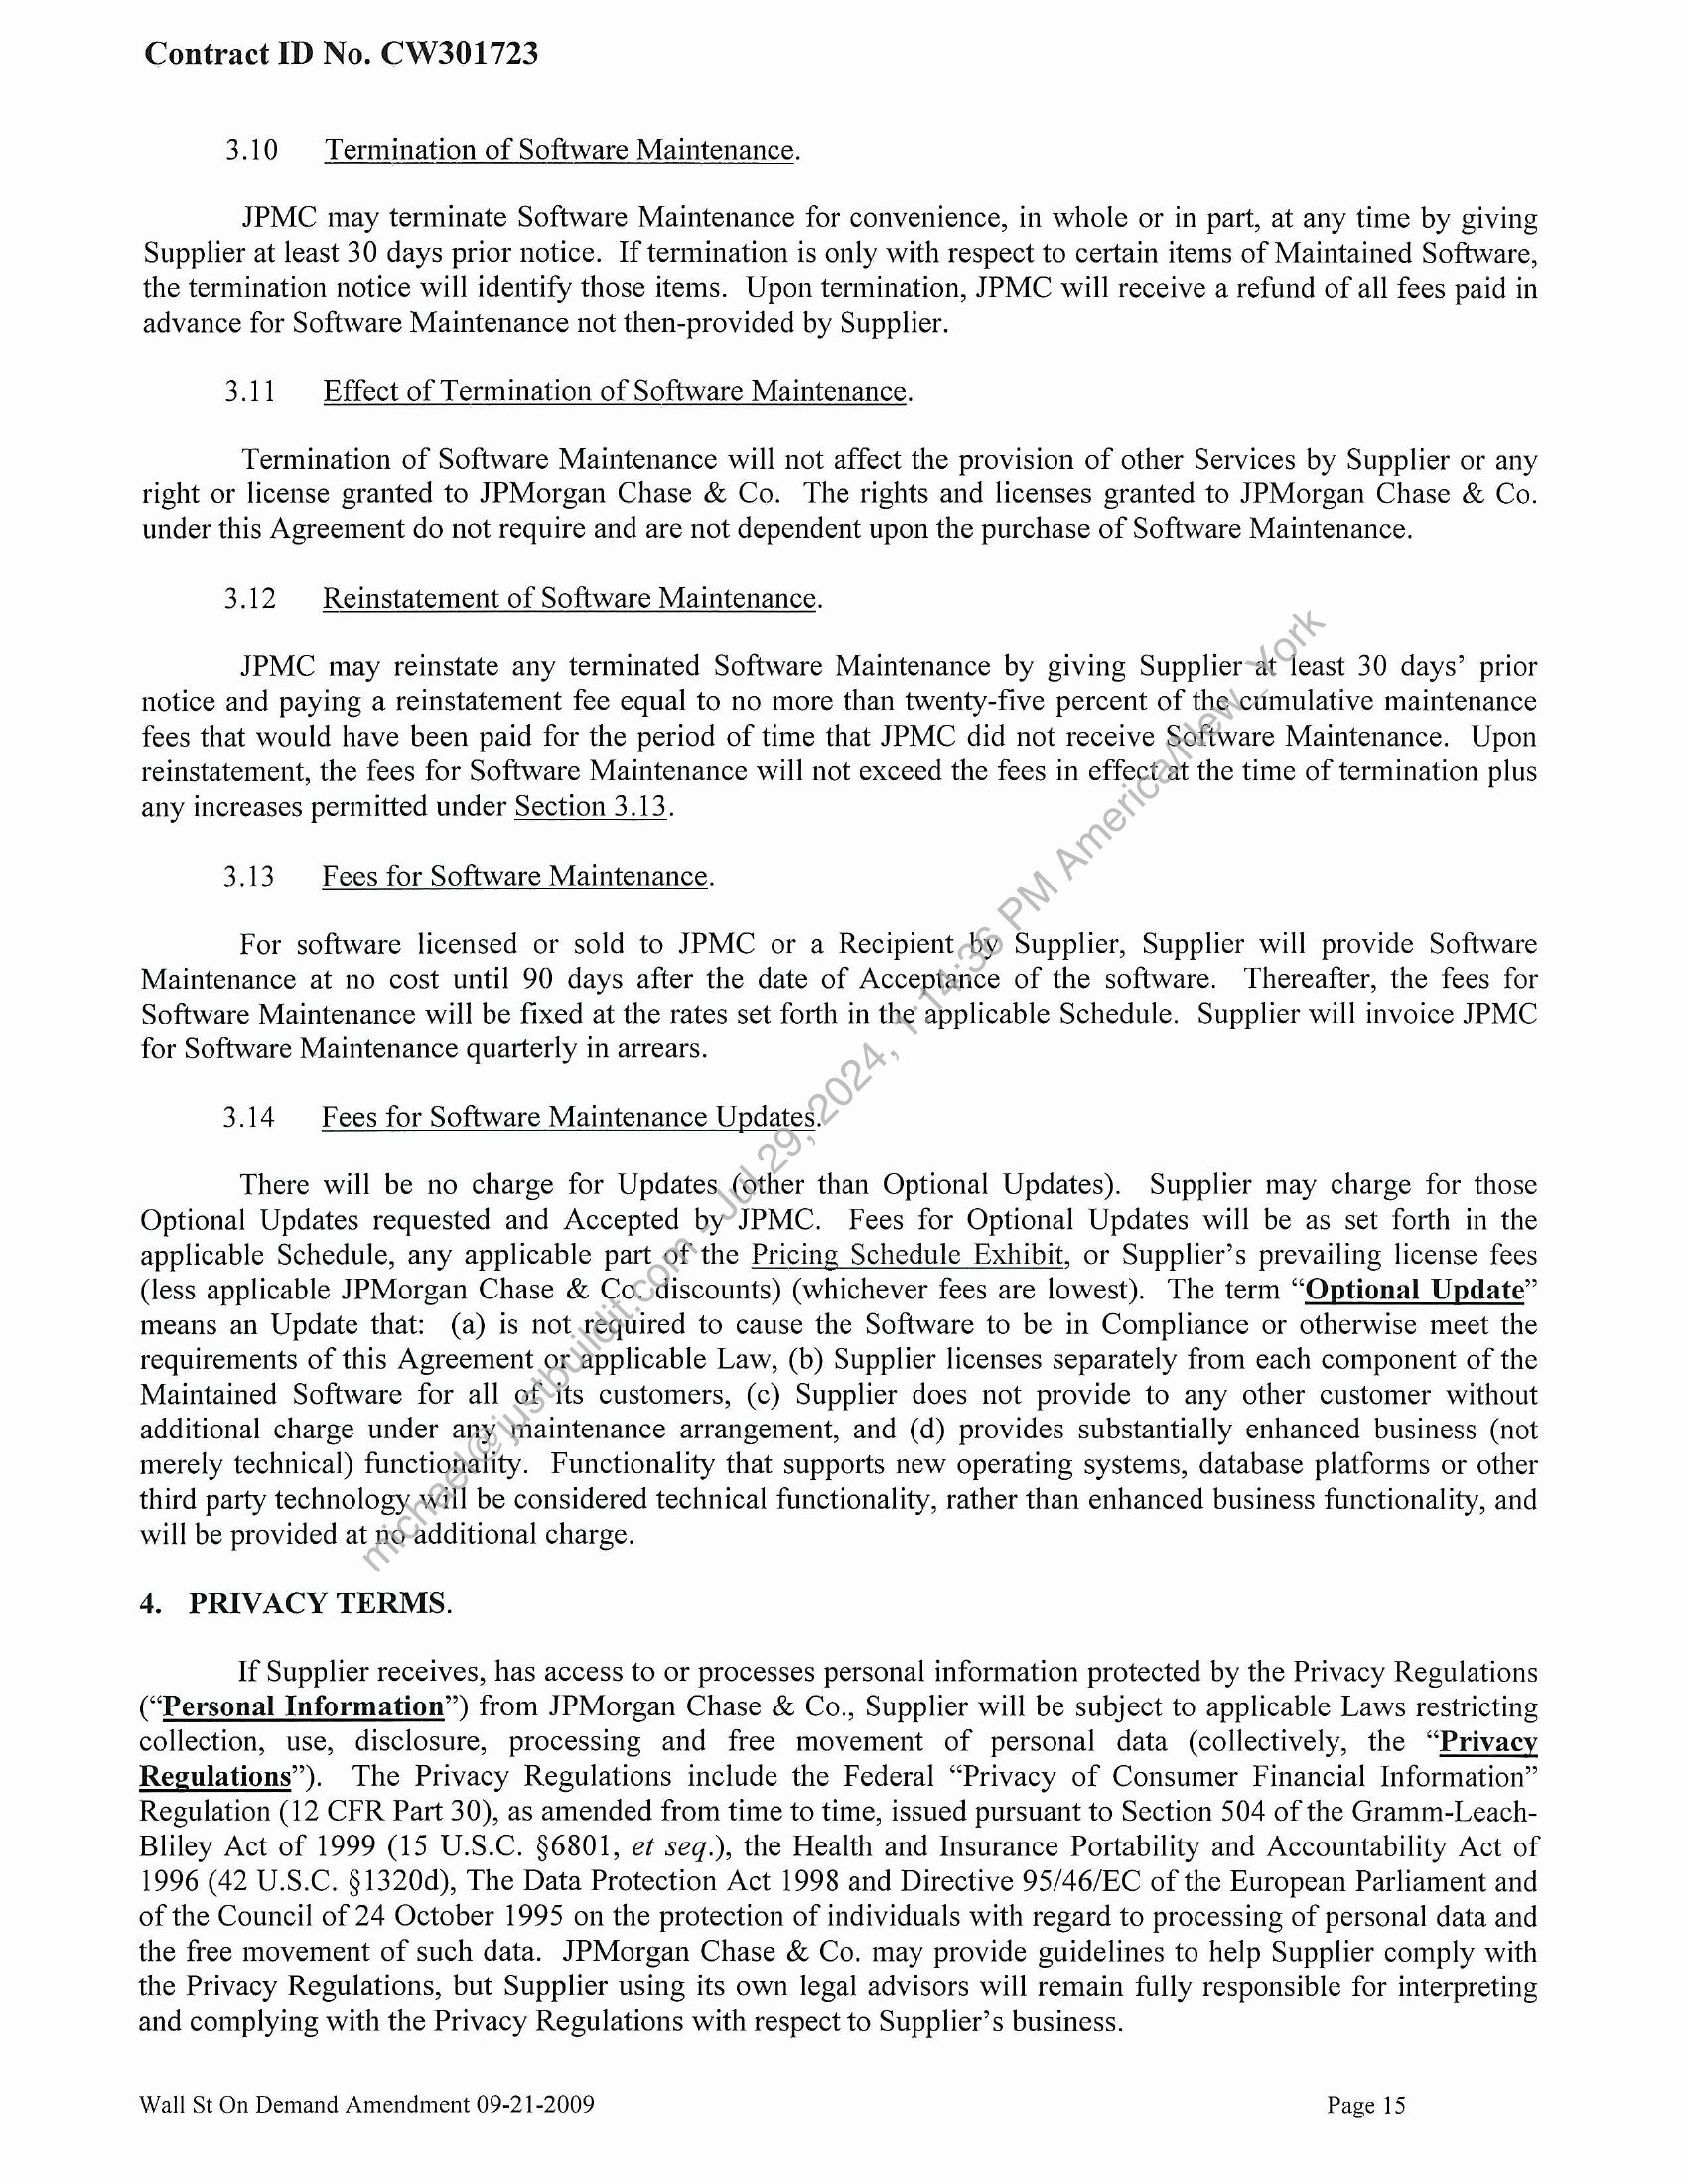 Contract ID No. CW301723
3.10 Termination of Software Maintenance.
JPMC may terminate Software Maintenance for convenience, in whole or in part, at any time by giving
Supplier at least 30 days prior notice. If termination is only with respect to certain items of Maintained Software,
the termination notice will identify those items. Upon termination, JPMC will receive a refund of all fees paid in
advance for Software Maintenance not then-provided by Supplier.
3.11 Effect of Termination of Software Maintenance.
Termination of Software Maintenance will not affect the provision of other Services by Supplier or any
right or license granted to JPMorgan Chase & Co. The rights and licenses granted to JPMorgan Chase & Co.
under this Agreement do not require and are not dependent upon the purchase of Software Maintenance.
3.12 Reinstatement of Software Maintenance.
JPMC may reinstate any terminated Software Maintenance by giving Supplier at least 30 days' prior
notice and paying a reinstatement fee equal to no more than twenty-five percent of the cumulative maintenance
fees that would have been paid for the period of time that JPMC did not receive Software Maintenance. Upon
reinstatement, the fees for Software Maintenance will not exceed the fees in effect at the time of termination plus
any increases permitted under Section 3.13.
3.13 Fees for Software Maintenance.
For software licensed or sold to JPMC or a Recipient by Supplier, Supplier will provide Software
Maintenance at no cost until 90 days after the date of Acceptance of the software. Thereafter, the fees for
Software Maintenance will be fixed at the rates set forth in the applicable Schedule. Supplier will invoice JPMC
for Software Maintenance quarterly in arrears.
3.14 Fees for Software Maintenance Updates.
There will be no charge for Updates (other than Optional Updates). Supplier may charge for those
Optional Updates requested and Accepted by JPMC. Fees for Optional Updates will be as set forth in the
applicable Schedule, any applicable part of the Pricing Schedule Exhibit, or Supplier's prevailing license fees
(less applicable JPMorgan Chase & Co. discounts) (whichever fees are lowest). The term "Optional Update"
means an Update that: (a) is not required to cause the Software to be in Compliance or otherwise meet the
requirements of this Agreement or applicable Law, (b) Supplier licenses separately from each component of the
Maintained Software for all of its customers, (c) Supplier does not provide to any other customer without
additional charge under any maintenance arrangement, and (d) provides substantially enhanced business (not
merely technical) functionality. Functionality that supports new operating systems, database platforms or other
third party technology will be considered technical functionality, rather than enhanced business functionality, and
will be provided at no additional charge.
4. PRIVACY TERMS.
If Supplier receives, has access to or processes personal information protected by the Privacy Regulations
("Personal Information") from JPMorgan Chase & Co., Supplier will be subject to applicable Laws restricting
collection, use, disclosure, processing and free movement of personal data (collectively, the "Privacy
Regulations"). The Privacy Regulations include the Federal "Privacy of Consumer Financial Information"
Regulation (12 CFR Part 30), as amended from time to time, issued pursuant to Section 504 of the Gramm-Leach-
Bliley Act of 1999 (15 U.S.C. §6801, et seq.), the Health and Insurance Portability and Accountability Act of
1996 (42 U.S.C. §1320d), The Data Protection Act 1998 and Directive 95/46/EC of the European Parliament and
of the Council of 24 October 1995 on the protection of individuals with regard to processing of personal data and
the free movement of such data. JPMorgan Chase & Co. may provide guidelines to help Supplier comply with
the Privacy Regulations, but Supplier using its own legal advisors will remain fully responsible for interpreting
and complying with the Privacy Regulations with respect to Supplier's business.
Wall St On Demand Amendment 09-21-2009 Page 15
michael@justbuildit.com - Jul 29, 2024, 1:14:36 PM America/New_York